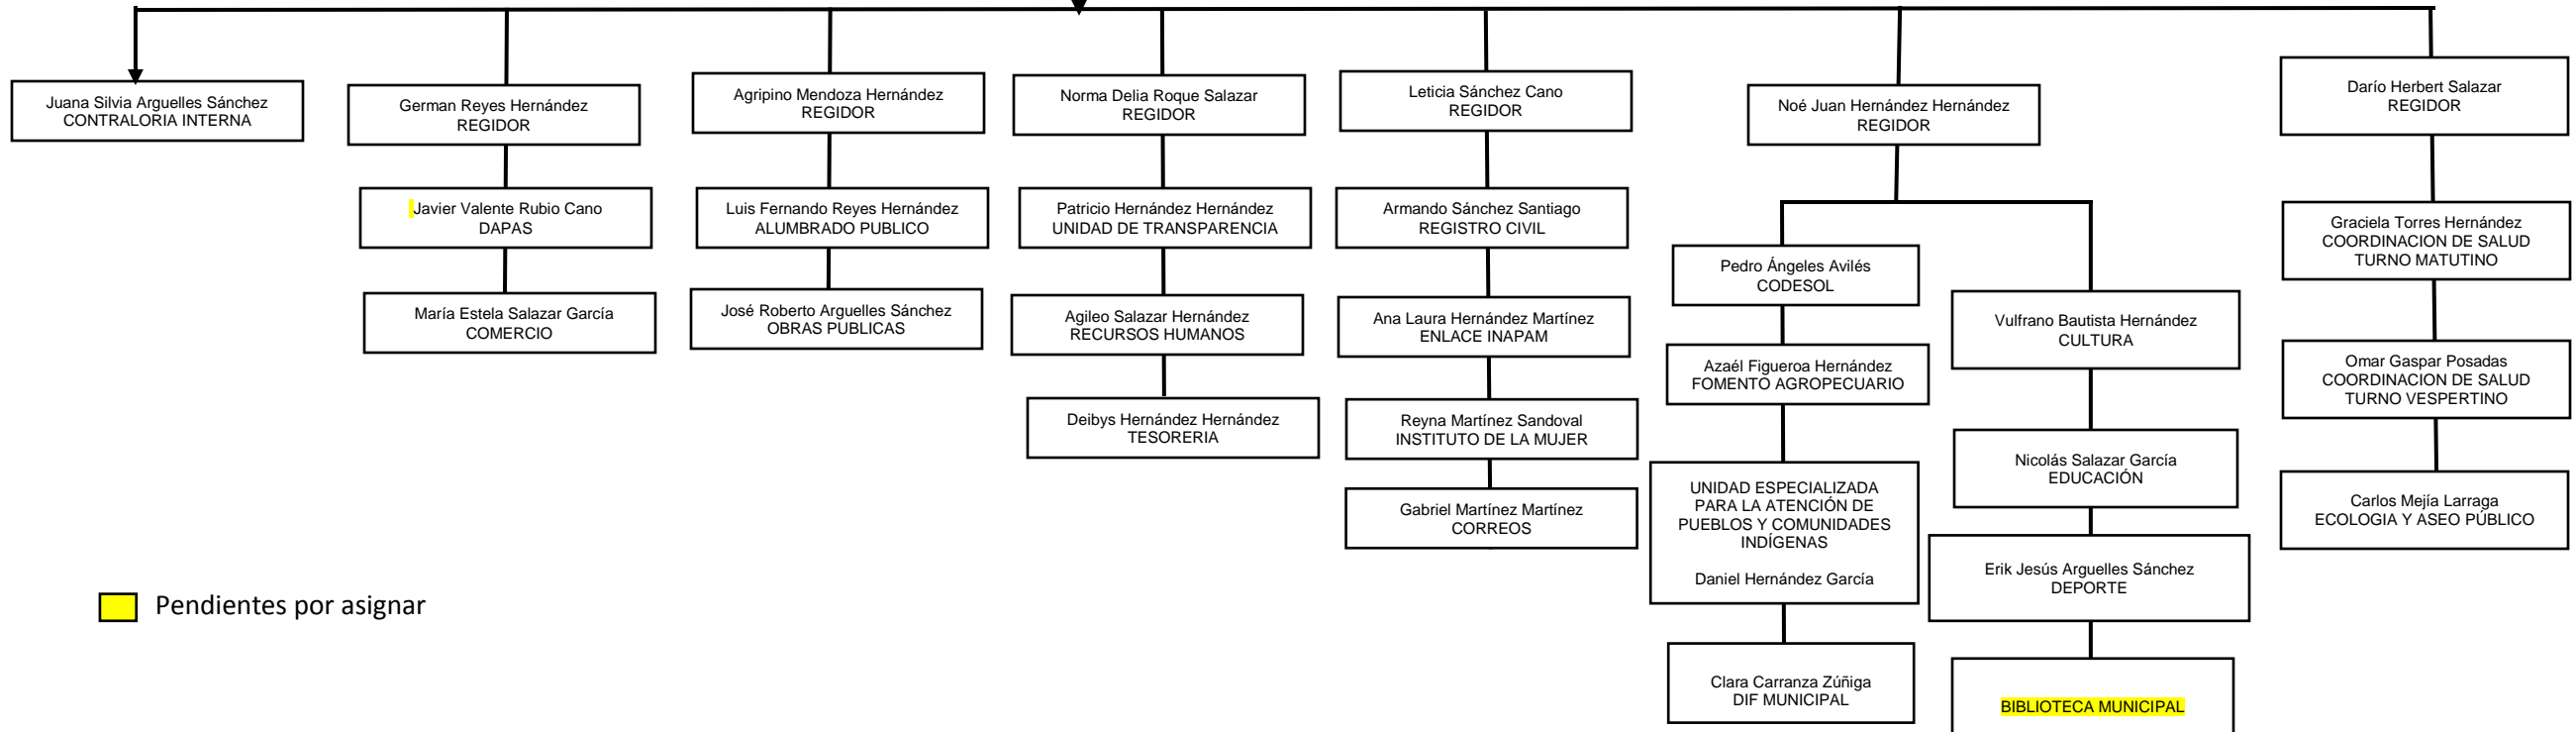 Juana Silvia Arguelles Sánchez
CONTRALORIA INTERNA
German Reyes Hernández
REGIDOR
Javier Valente Rubio Cano
DAPAS
María Estela Salazar García
COMERCIO
Agripino Mendoza Hernández
REGIDOR
Luis Fernando Reyes Hernández
ALUMBRADO PUBLICO
José Roberto Arguelles Sánchez
OBRAS PUBLICAS
Norma Delia Roque Salazar
REGIDOR
Patricio Hernández Hernández
UNIDAD DE TRANSPARENCIA
Agileo Salazar Hernández
RECURSOS HUMANOS
Deibys Hernández Hernández
TESORERIA
Leticia Sánchez Cano
REGIDOR
Armando Sánchez Santiago
REGISTRO CIVIL
Ana Laura Hernández Martínez
ENLACE INAPAM
Reyna Martínez Sandoval
INSTITUTO DE LA MUJER
Gabriel Martínez Martínez
CORREOS
Noé Juan Hernández Hernández
REGIDOR
Pedro Ángeles Avilés
CODESOL
Azaél Figueroa Hernández
FOMENTO AGROPECUARIO
UNIDAD ESPECIALIZADA
PARA LA ATENCIÓN DE
PUEBLOS Y COMUNIDADES
INDÍGENAS
Daniel Hernández García
Clara Carranza Zúñiga
DIF MUNICIPAL
Vulfrano Bautista Hernández
CULTURA
Nicolás Salazar García
EDUCACIÓN
Erik Jesús Arguelles Sánchez
DEPORTE
BIBLIOTECA MUNICIPAL
Darío Herbert Salazar
REGIDOR
Graciela Torres Hernández
COORDINACION DE SALUD
TURNO MATUTINO
Omar Gaspar Posadas
COORDINACION DE SALUD
TURNO VESPERTINO
Carlos Mejía Larraga
ECOLOGIA Y ASEO PÚBLICO
Pendientes por asignar